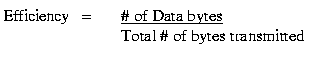 Efficiency = # of Data bytes
Total # of bytes transmitted